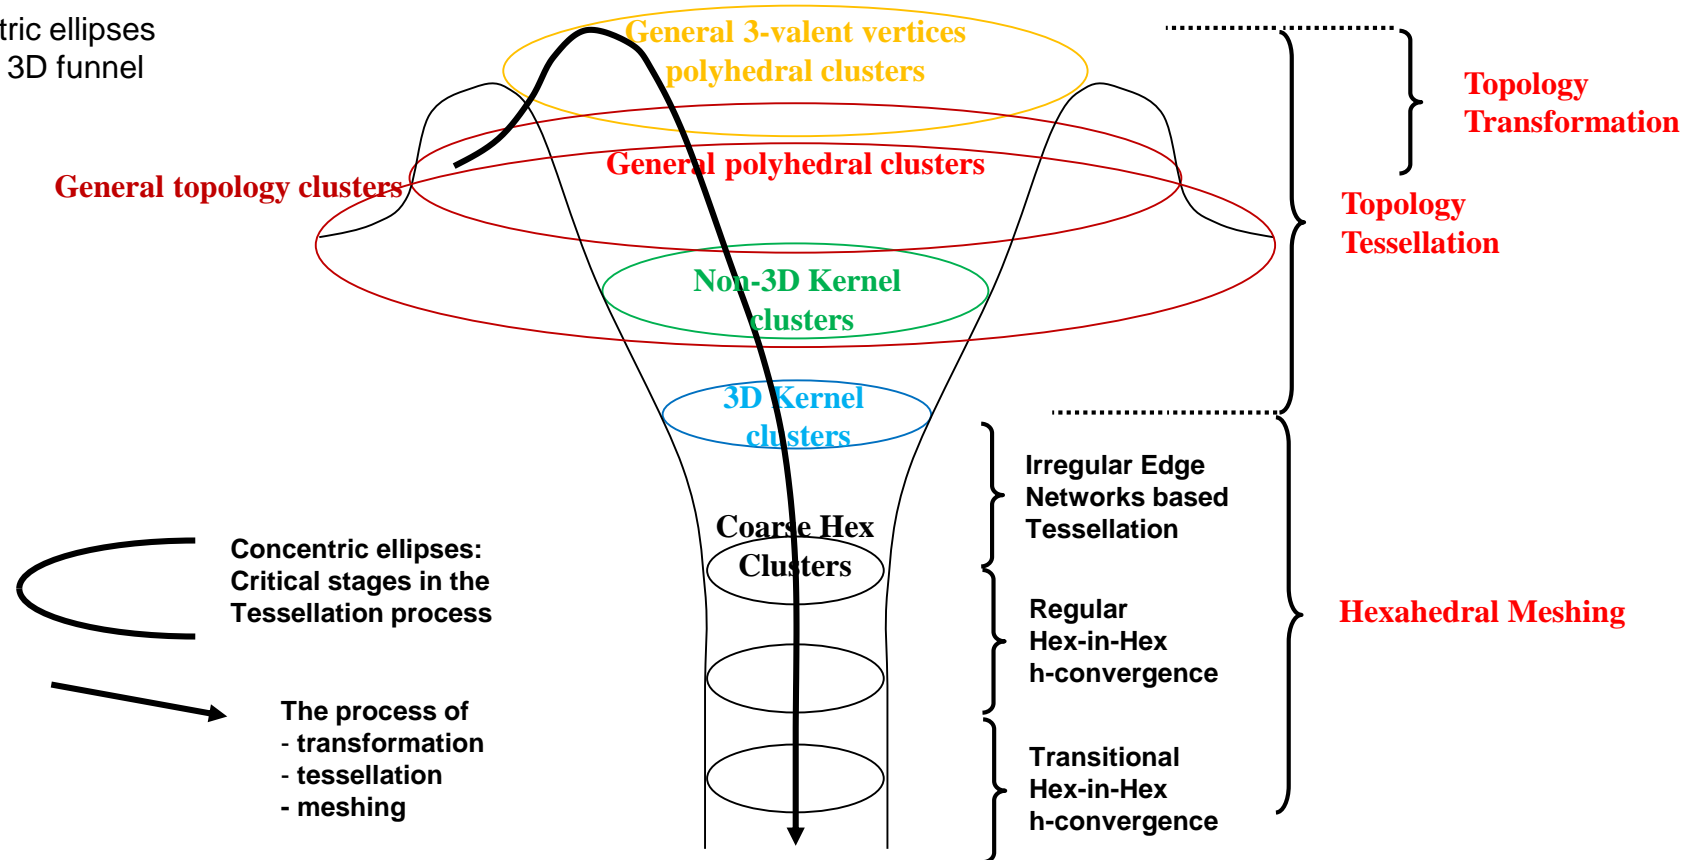 tric ellipses
3D funnel
General 3-valent vertices
polyhedral clusters
Topology
Transformation
General polyhedral clusters
General topology clusters
Topology
Tessellation
Non-3D Kernel
clusters
3D Kernel
clusters
Irregular Edge
Networks based
Tessellation
Coarse Hex
Clusters
Concentric ellipses:
Critical stages in the
Tessellation process
Regular
Hex-in-Hex
h-convergence
Hexahedral Meshing
The process of
- transformation
- tessellation
- meshing
Transitional
Hex-in-Hex
h-convergence